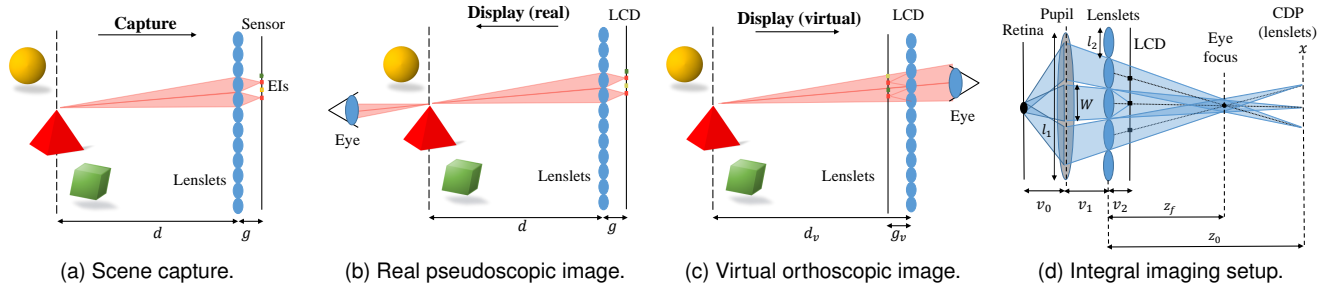 Capture
Sensor
EIs
Lenslets
d
g
(a) Scene capture.
Display (real)
LCD
Eye
Lenslets
d
g
(b) Real pseudoscopic image.
Display (virtual)
LCD
Eye
Lenslets
d_v
g_v
(c) Virtual orthoscopic image.
Retina
Pupil
Lenslets
l_2
LCD
Eye
focus
CDP
(lenslets)
x
W
l_1
v_0
v_1
v_2
z_f
z_0
(d) Integral imaging setup.